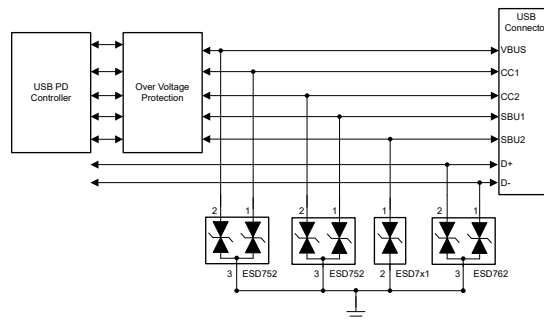 USB
Connector
VBUS
CC1
CC2
SBU1
SBU2
D+
D-
USB PD
Controller
Over Voltage
Protection
2 1
3 ESD752
2 1
3 ESD752
1
2 ESD7x1
2 1
3 ESD762